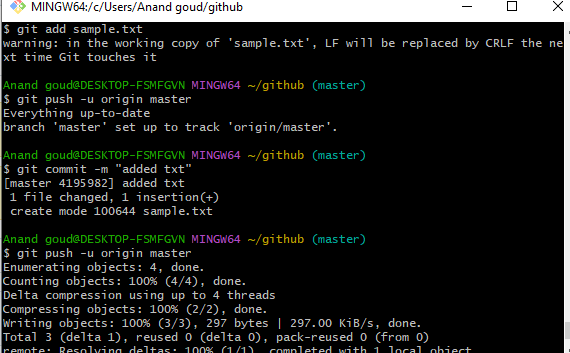 MINGW64:/c/Users/Anand goud/github
$ git add sample.txt
warning: in the working copy of 'sample.txt', LF will be replaced by CRLF the ne
xt time Git touches it
Anand goud@DESKTOP-FSMFGVN MINGW64 ~/github (master)
$ git push -u origin master
Everything up-to-date
branch 'master' set up to track 'origin/master'.
Anand goud@DESKTOP-FSMFGVN MINGW64 ~/github (master)
$ git commit -m "added txt"
[master 4195982] added txt
1 file changed, 1 insertion(+)
create mode 100644 sample.txt
Anand goud@DESKTOP-FSMFGVN MINGW64 ~/github (master)
$ git push -u origin master
Enumerating objects: 4, done.
Counting objects: 100% (4/4), done.
Delta compression using up to 4 threads
Compressing objects: 100% (2/2), done.
Writing objects: 100% (3/3), 297 bytes | 297.00 KiB/s, done.
Total 3 (delta 1), reused 0 (delta 0), pack-reused 0 (from 0)
remote: Resolving deltas: 100% (1/1), completed with 1 local object.